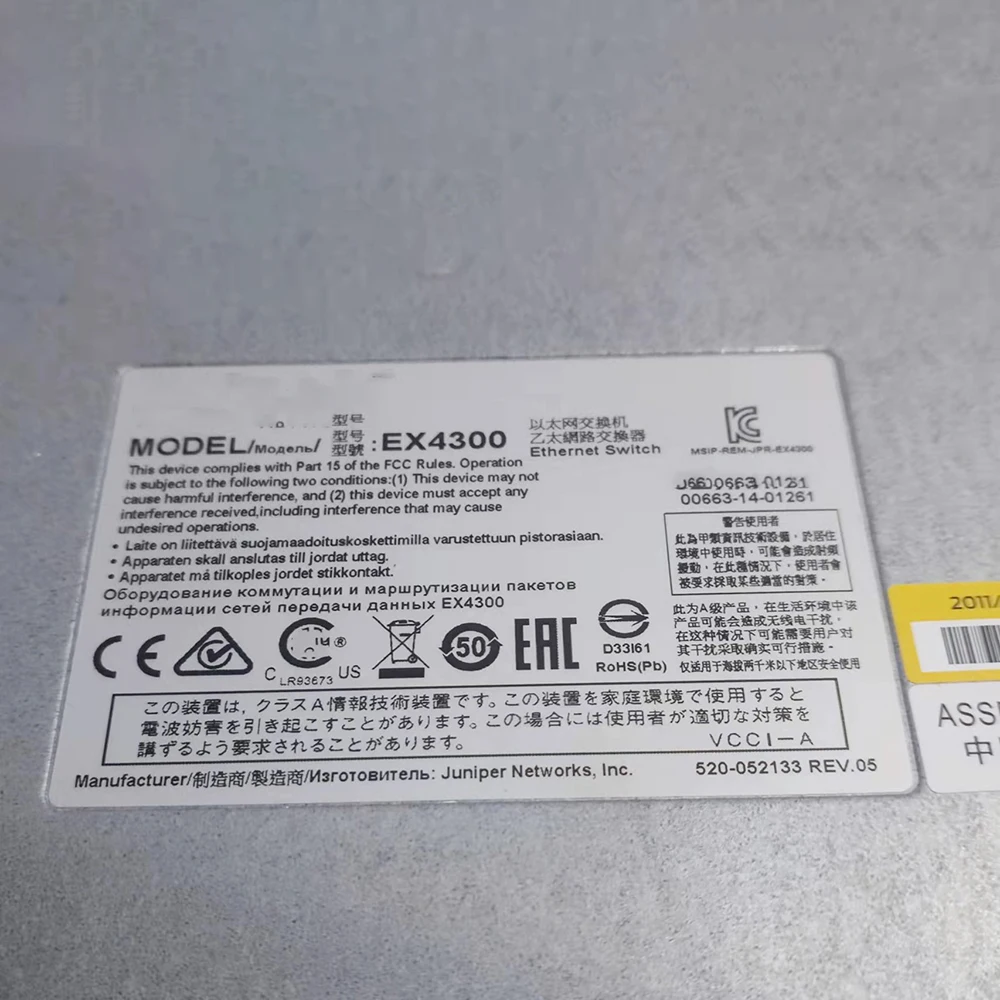 型号
MODEL/Модель/ 型号 型號 : EX4300
以太网交换机
乙太網路交換器
Ethernet Switch
MSIP-REM-JPR-EX4300
00663-14-01261
This device complies with Part 15 of the FCC Rules. Operation
is subject to the following two conditions:(1) This device may not
cause harmful interference, and (2) this device must accept any
interference received,including interference that may cause
undesired operations.
• Laite on liitettävä suojamaadoituskoskettimilla varustettuun pistorasiaan.
• Apparaten skall anslutas till jordat uttag.
• Apparatet må tilkoples jordet stikkontakt.
Оборудование коммутации и маршрутизации пакетов
информации сетей передачи данных EX4300
警告使用者
此為甲類資訊技術設備，於居住
環境中使用時，可能會造成射頻
擾動，在此種情況下，使用者會
被要求採取某些適當的對策。
此为A级产品，在生活环境中该
产品可能会造成无线电干扰。
在这种情况下可能需要用户对
其干扰采取确实可行措施。
仅适用于海拔两千米以下地区安全使用
CE
C LR93673 US
50
EAC
D33161
RoHS(Pb)
この装置は、クラスA情報技術装置です。この装置を家庭環境で使用すると
電波妨害を引き起こすことがあります。この場合には使用者が適切な対策を
講ずるよう要求されることがあります。 VCCI-A
Manufacturer/制造商/製造商/Изготовитель: Juniper Networks, Inc. 520-052133 REV.05
2011/
中